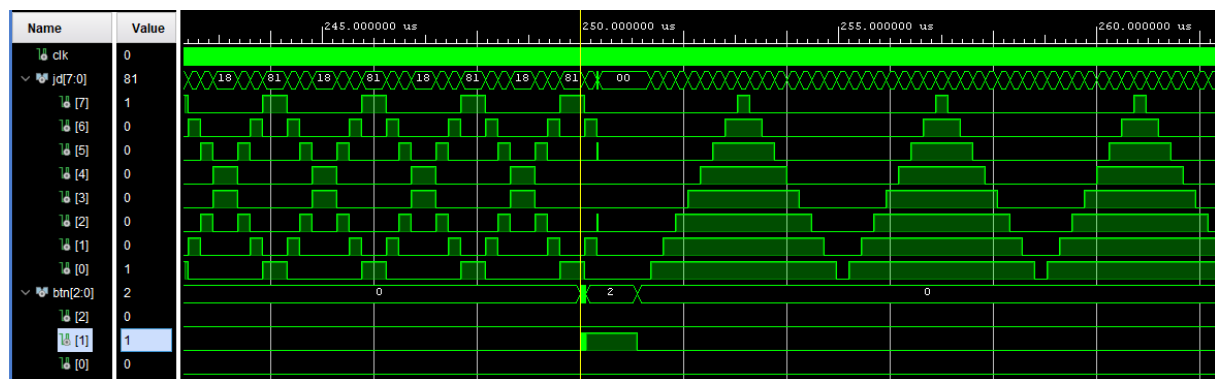 Name Value 245.000000 us 250.000000 us 255.000000 us 260.000000 us
clk 0
jd[7:0] 81 18 81 18 81 18 81 18 81 00
[7] 1
[6] 0
[5] 0
[4] 0
[3] 0
[2] 0
[1] 0
[0] 1
btn[2:0] 2 0 2 0
[2] 0
[1] 1
[0] 0